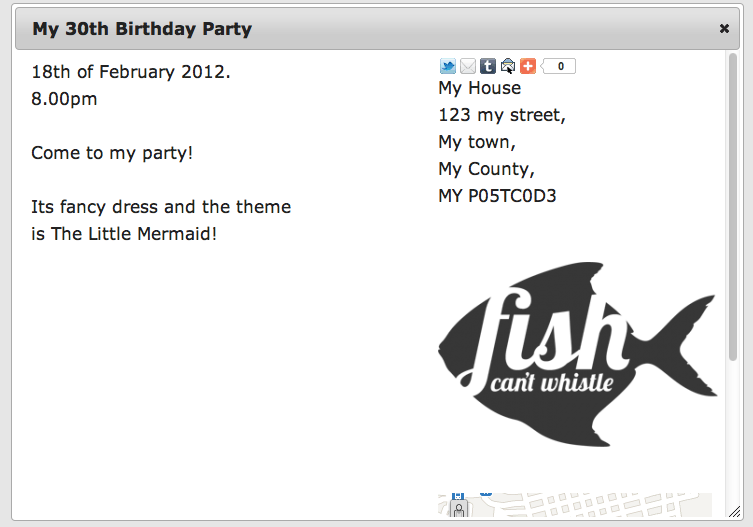 My 30th Birthday Party
18th of February 2012.
8.00pm
Come to my party!
Its fancy dress and the theme
is The Little Mermaid!
t
0
My House
123 my street,
My town,
My County,
MY P05TC0D3
fish
can't whistle